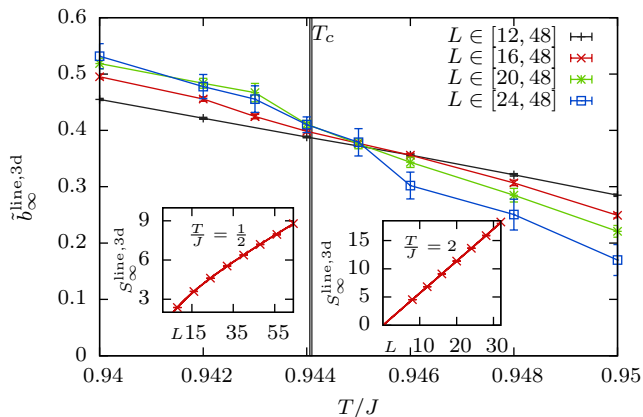 T_c
L ∈ [12, 48]
L ∈ [16, 48]
L ∈ [20, 48]
L ∈ [24, 48]
0.6
0.5
0.4
0.3
0.2
0.1
0
b̃_∞^{line,3d}
0.94 0.942 0.944 0.946 0.948 0.95
T/J
S_∞^{line,3d}
9
6
3
T/J = 1/2
L 15 35 55
S_∞^{line,3d}
15
10
5
0
T/J = 2
L 10 20 30